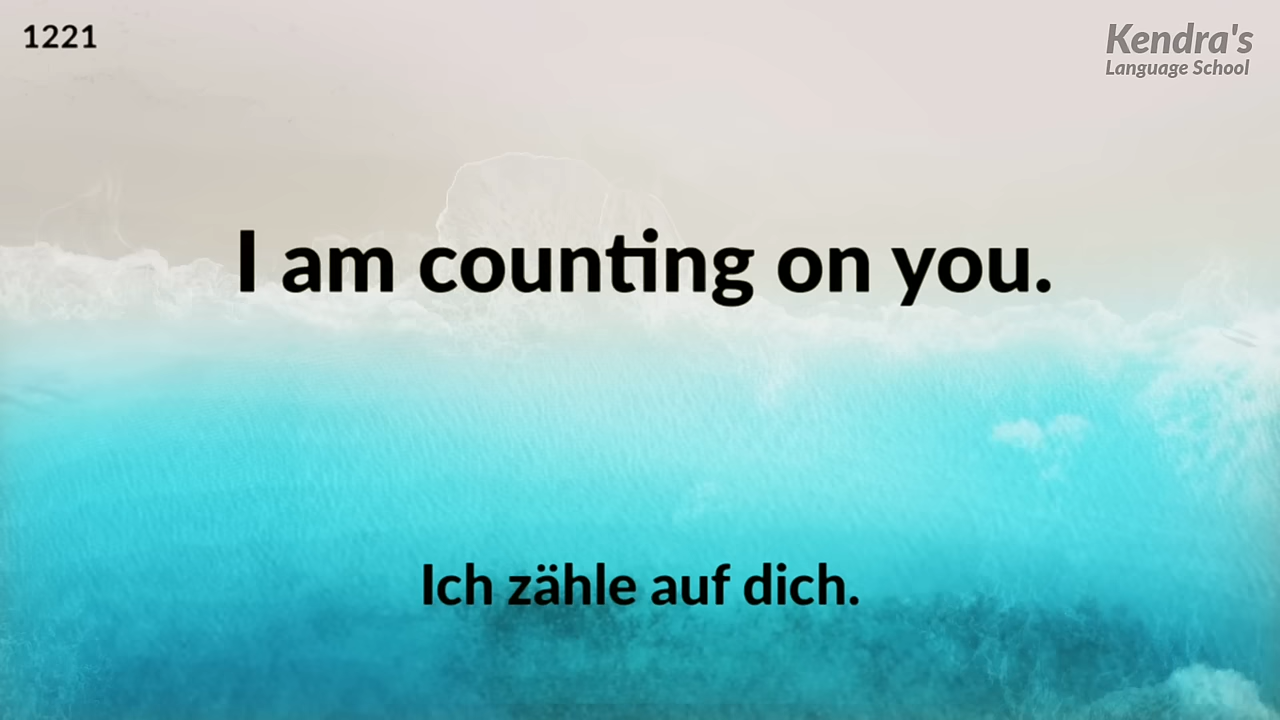 1221
Kendra's
Language School
I am counting on you.
Ich zähle auf dich.